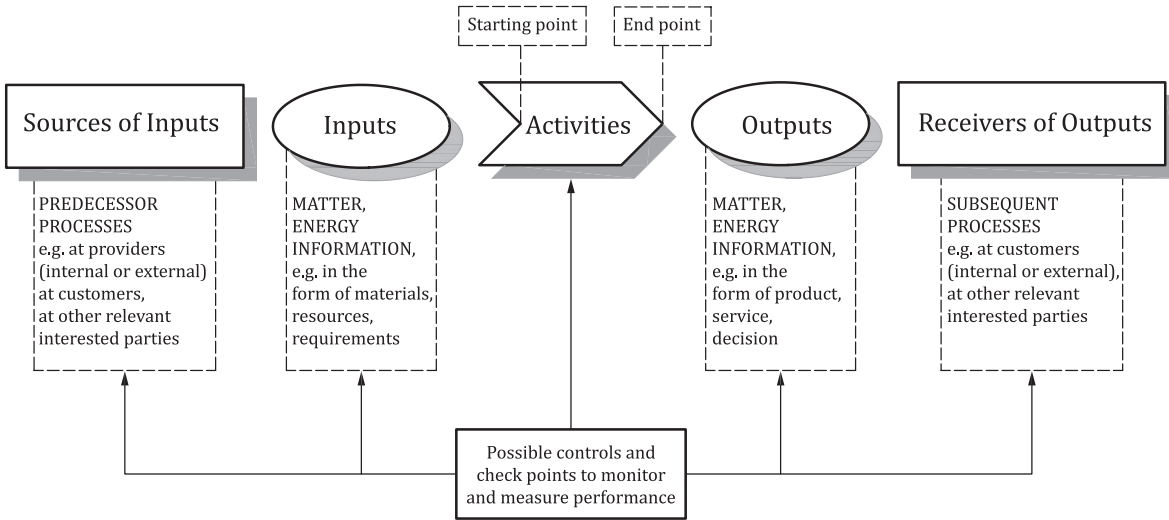 Starting point
End point
Sources of Inputs
Inputs
Activities
Outputs
Receivers of Outputs
PREDECESSOR
PROCESSES
e.g. at providers
(internal or external)
at customers,
at other relevant
interested parties
MATTER,
ENERGY
INFORMATION,
e.g. in the
form of materials,
resources,
requirements
MATTER,
ENERGY
INFORMATION,
e.g. in the
form of product,
service,
decision
SUBSEQUENT
PROCESSES
e.g. at customers
(internal or external),
at other relevant
interested parties
Possible controls and
check points to monitor
and measure performance